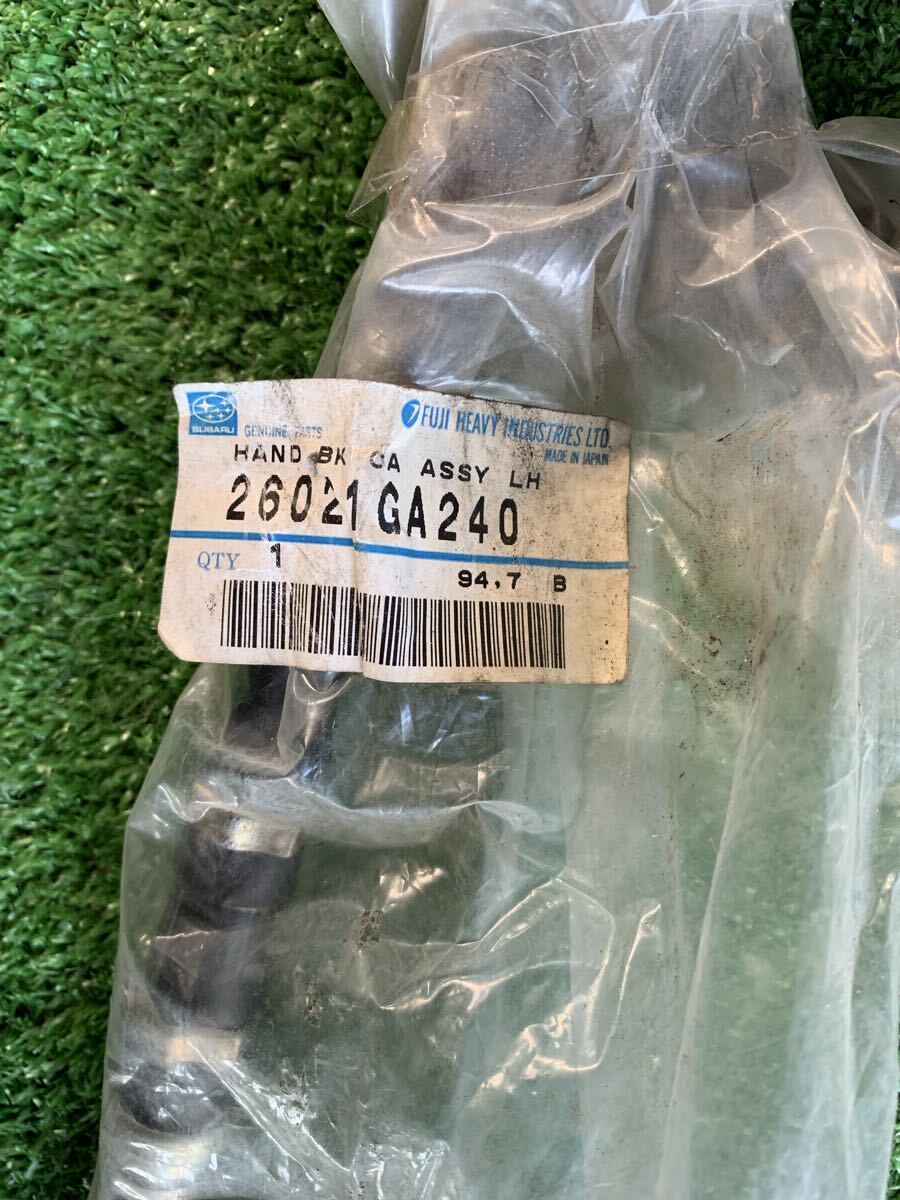 SUBARU
GENUINE PARTS
FUJI HEAVY INDUSTRIES LTD.
MADE IN JAPAN
HAND BK CA ASSY LH
26021GA240
QTY 1
94.7 B